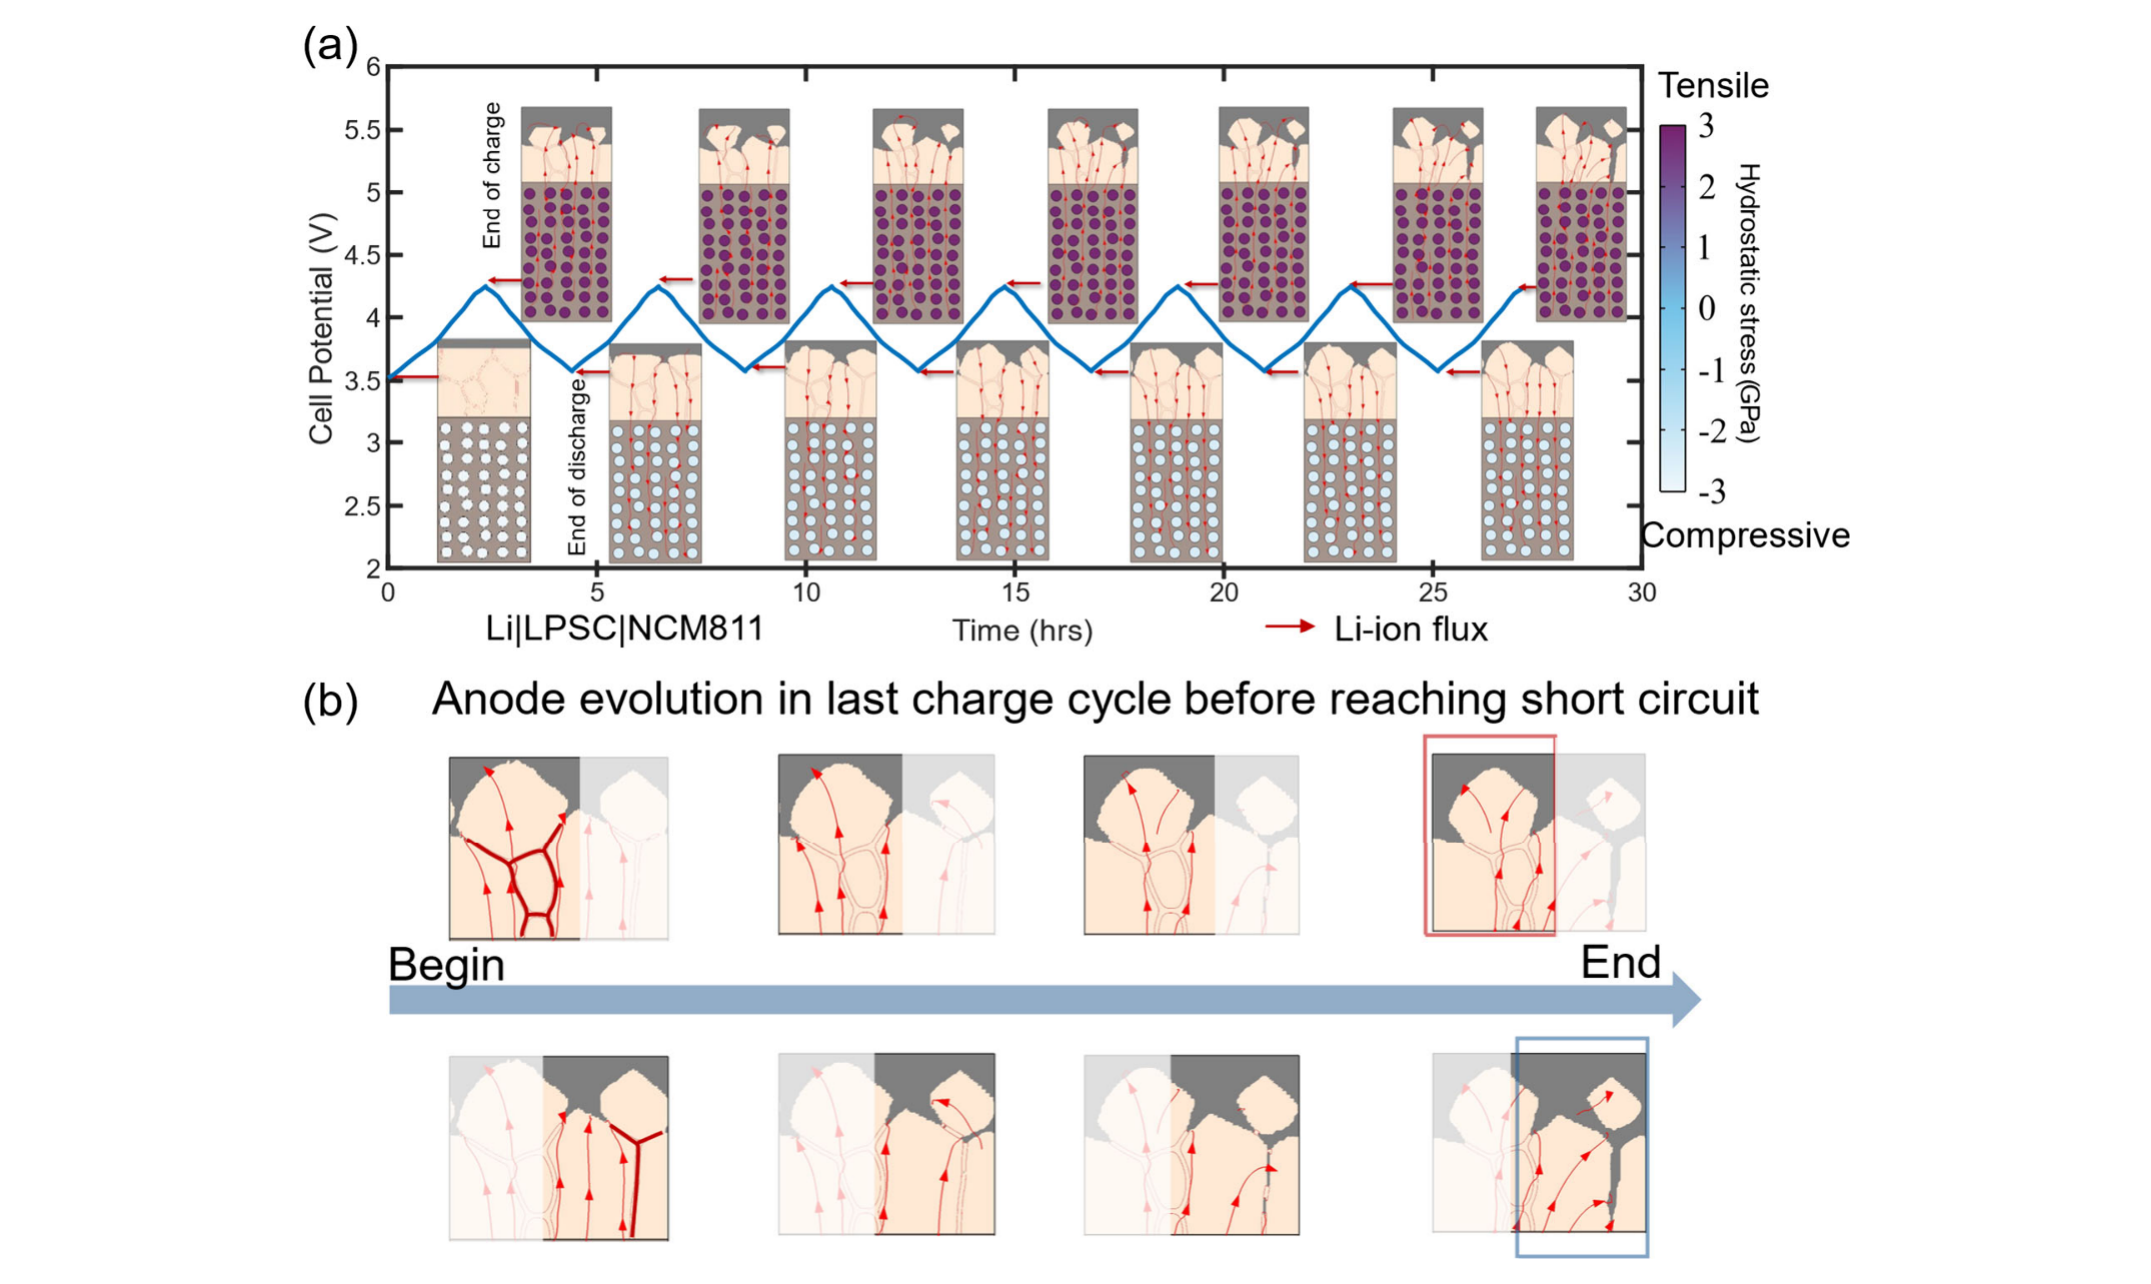 (a)
6
5.5
5
4.5
4
3.5
3
2.5
2
Cell Potential (V)
End of charge
End of discharge
0
5
10
15
20
25
30
Time (hrs)
Li|LPSC|NCM811
Li-ion flux
Tensile
3
2
1
0
-1
-2
-3
Hydrostatic stress (GPa)
Compressive
(b)
Anode evolution in last charge cycle before reaching short circuit
Begin
End